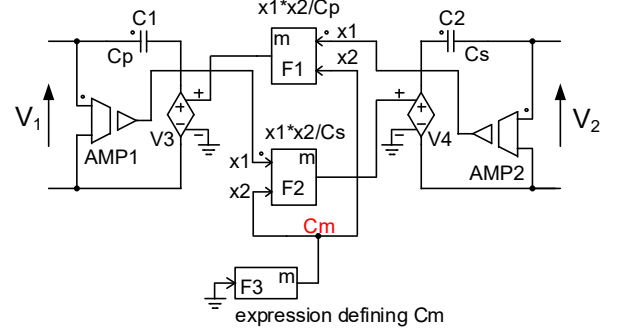 x1*x2/Cp
C1
Cp
m
F1
x1
x2
C2
Cs
V1
AMP1
+
+
−
V3
x1*x2/Cs
x1
x2
m
F2
+
+
−
V4
AMP2
V2
Cm
F3
m
expression defining Cm